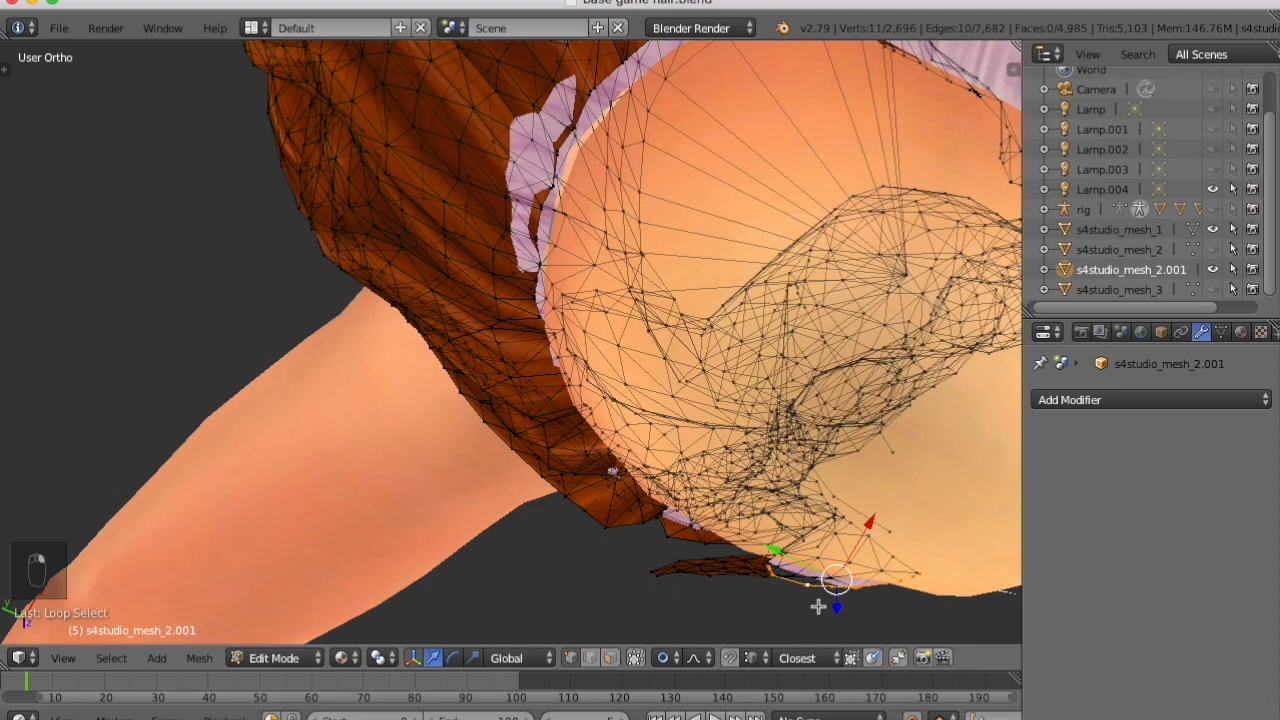 base game hair.blend
File Render Window Help Default Scene Blender Render v2.79 | Verts:11/2,696 | Edges:10/7,682 | Faces:0/4,985 | Tris:5,103 | Mem:146.76M | s4studio
User Ortho
View Search All Scenes
World
Camera
Lamp
Lamp.001
Lamp.002
Lamp.003
Lamp.004
rig
s4studio_mesh_1
s4studio_mesh_2
s4studio_mesh_2.001
s4studio_mesh_3
s4studio_mesh_2.001
Add Modifier
Last: Loop Select
y
z
(5) s4studio_mesh_2.001
View Select Add Mesh Edit Mode Global Closest
10 20 30 40 50 60 70 80 90 100 110 120 130 140 150 160 170 180 190